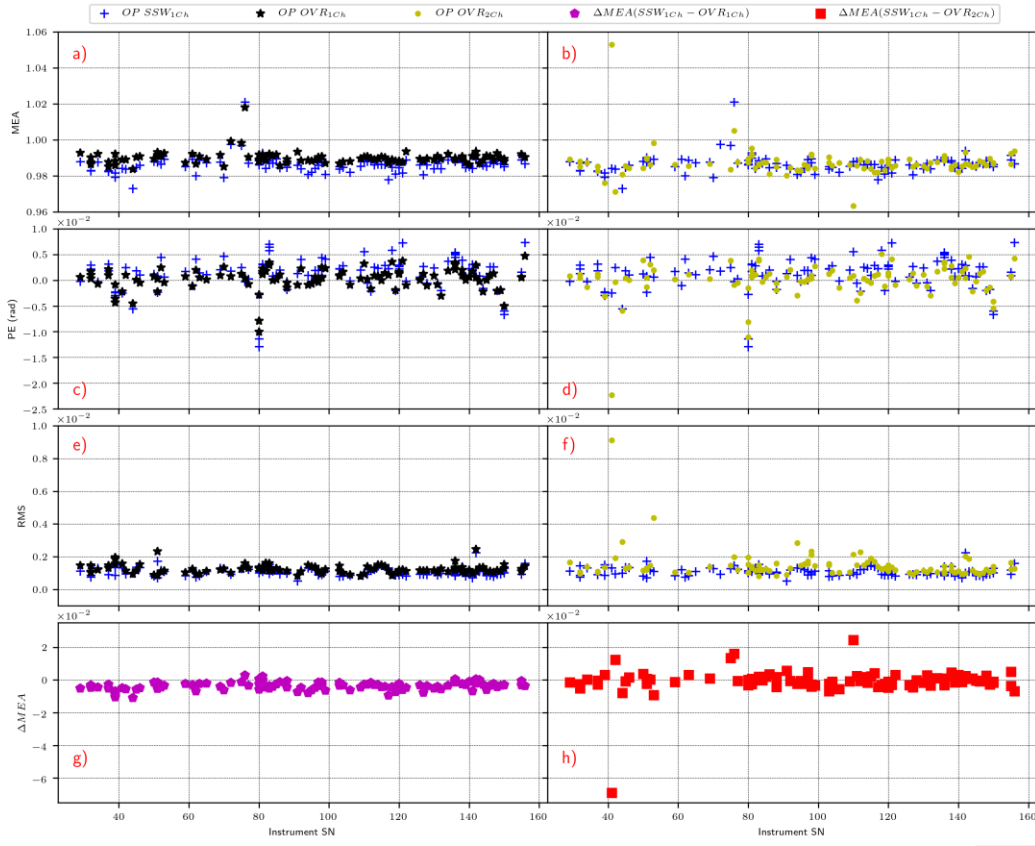 OP SSW1Ch OP OVR1Ch OP OVR2Ch ΔMEA(SSW1Ch − OVR1Ch) ΔMEA(SSW1Ch − OVR2Ch)
1.06
1.04
1.02
1.00
0.98
0.96
MEA
a)
b)
×10−2
×10−2
1.0
0.5
0.0
−0.5
−1.0
−1.5
−2.0
−2.5
PE (rad)
c)
d)
×10−2
×10−2
1.0
0.8
0.6
0.4
0.2
0.0
RMS
e)
f)
×10−2
×10−2
2
0
−2
−4
−6
ΔMEA
g)
h)
40 60 80 100 120 140 160
40 60 80 100 120 140 160
Instrument SN
Instrument SN